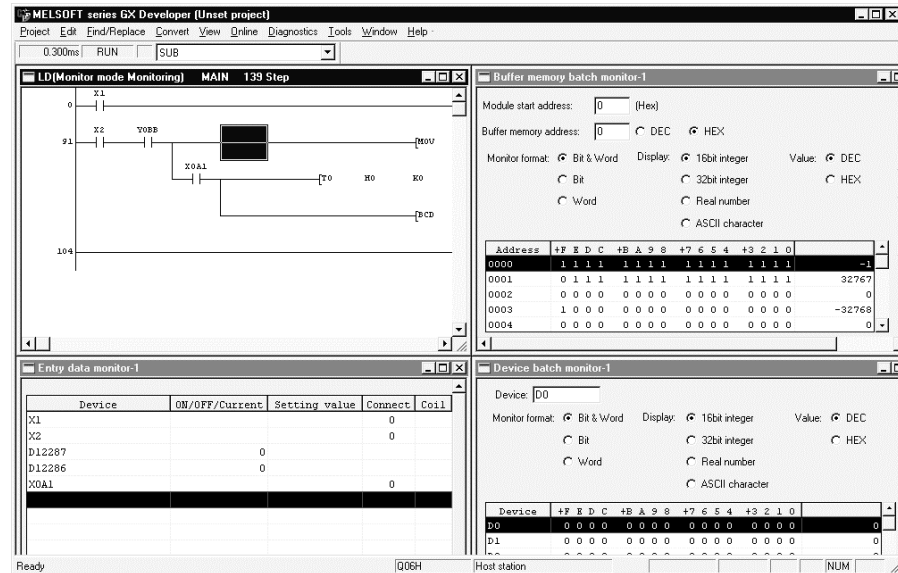 MELSOFT series GX Developer (Unset project)
Project Edit Find/Replace Convert View Online Diagnostics Tools Window Help
0.300ms RUN SUB
LD(Monitor mode Monitoring) MAIN 139 Step
X1
0
X2 Y0BB
91 [MOV
X0A1
[TO H0 K0
[BCD
104
Buffer memory batch monitor-1
Module start address: 0 (Hex)
Buffer memory address: 0 DEC HEX
Monitor format: Bit & Word Display: 16bit integer Value: DEC
Bit 32bit integer HEX
Word Real number
ASCII character
Address +F E D C +B A 9 8 +7 6 5 4 +3 2 1 0
0000 1 1 1 1 1 1 1 1 1 1 1 1 1 1 1 1 -1
0001 0 1 1 1 1 1 1 1 1 1 1 1 1 1 1 1 32767
0002 0 0 0 0 0 0 0 0 0 0 0 0 0 0 0 0 0
0003 1 0 0 0 0 0 0 0 0 0 0 0 0 0 0 0 -32768
0004 0 0 0 0 0 0 0 0 0 0 0 0 0 0 0 0 0
Entry data monitor-1
Device ON/OFF/Current Setting value Connect Coil
X1 0
X2 0
D12287 0
D12286 0
X0A1 0
Device batch monitor-1
Device: D0
Monitor format: Bit & Word Display: 16bit integer Value: DEC
Bit 32bit integer HEX
Word Real number
ASCII character
Device +F E D C +B A 9 8 +7 6 5 4 +3 2 1 0
D0 0 0 0 0 0 0 0 0 0 0 0 0 0 0 0 0 0
D1 0 0 0 0 0 0 0 0 0 0 0 0 0 0 0 0 0
Ready Q06H Host station NUM